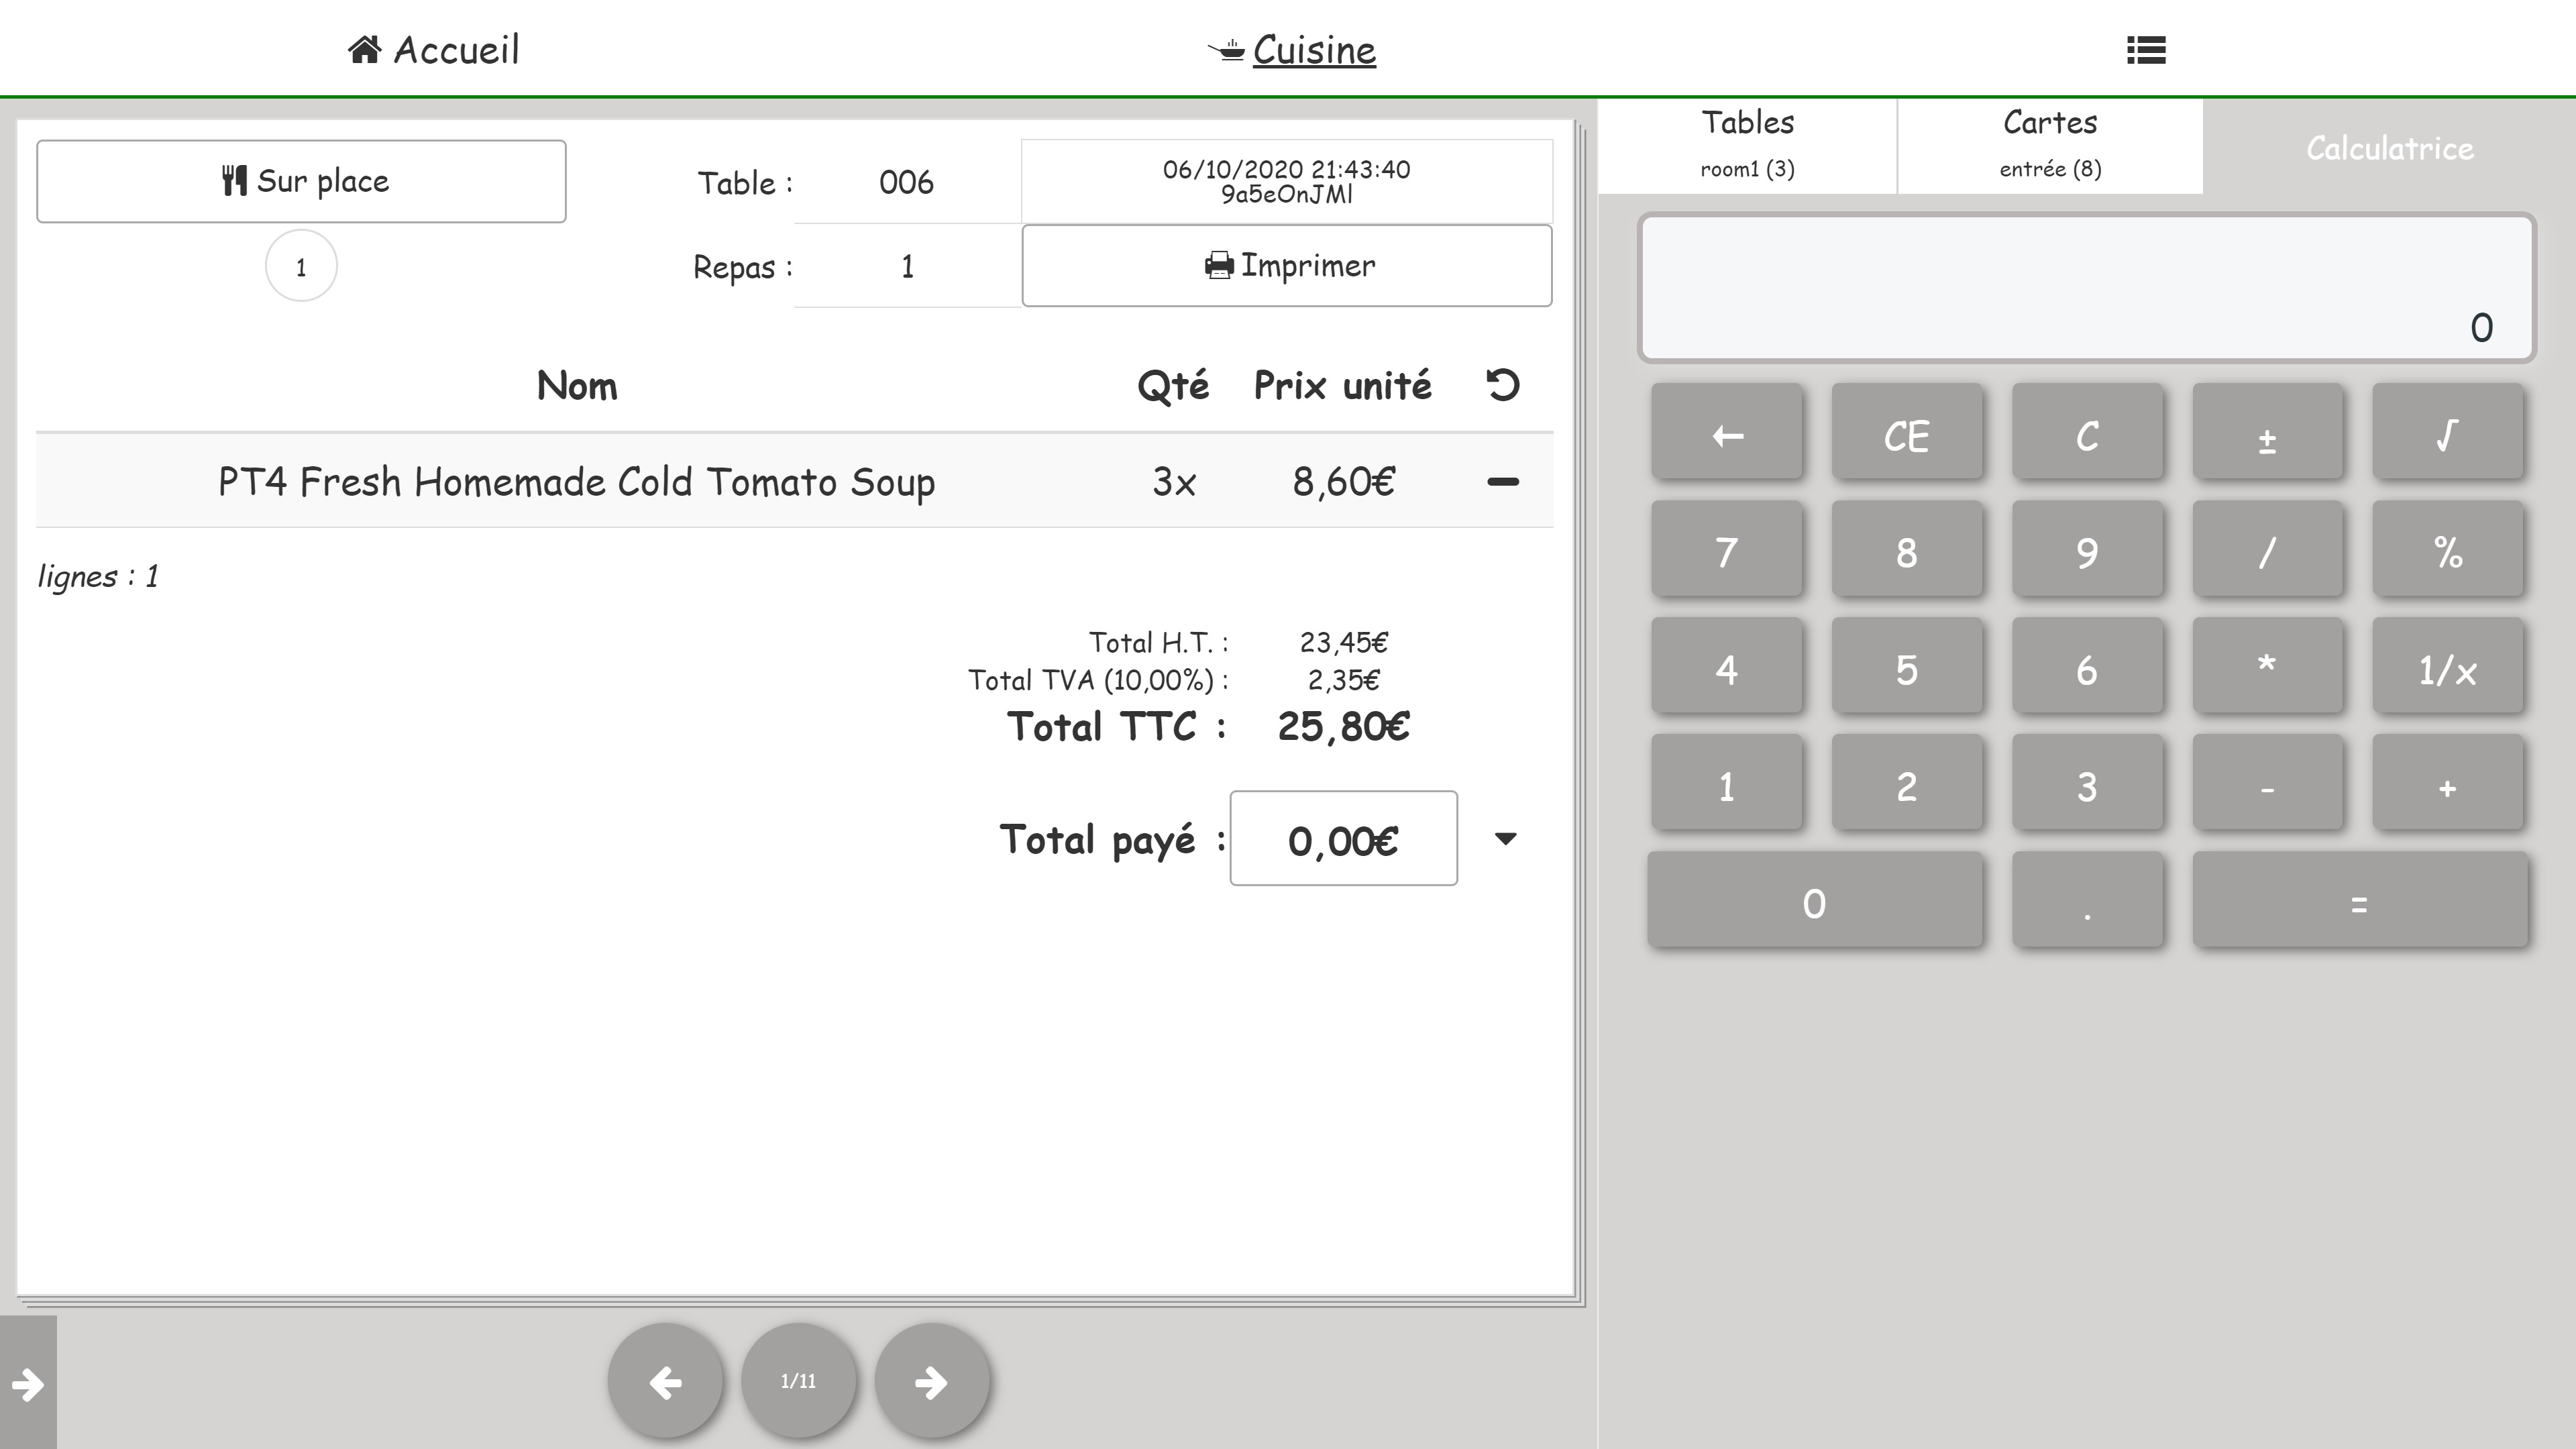 Accueil
Cuisine
Sur place
1
Table :
006
06/10/2020 21:43:40
9a5eOnJMl
Repas :
1
Imprimer
Nom
Qté
Prix unité
PT4 Fresh Homemade Cold Tomato Soup
3x
8,60€
lignes : 1
Total H.T. :
23,45€
Total TVA (10,00%) :
2,35€
Total TTC :
25,80€
Total payé :
0,00€
1/11
Tables
room1 (3)
Cartes
entrée (8)
Calculatrice
0
←
CE
C
±
√
7
8
9
/
%
4
5
6
*
1/x
1
2
3
-
+
0
.
=